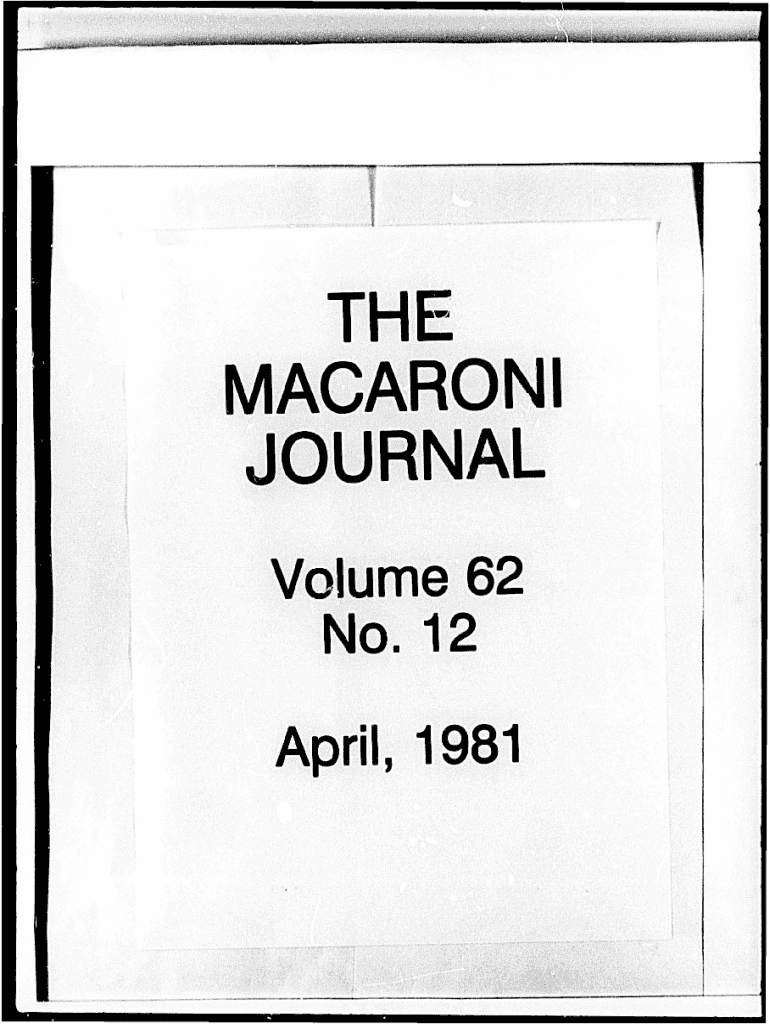 THE
MACARONI
JOURNAL
Volume 62
No. 12
April, 1981